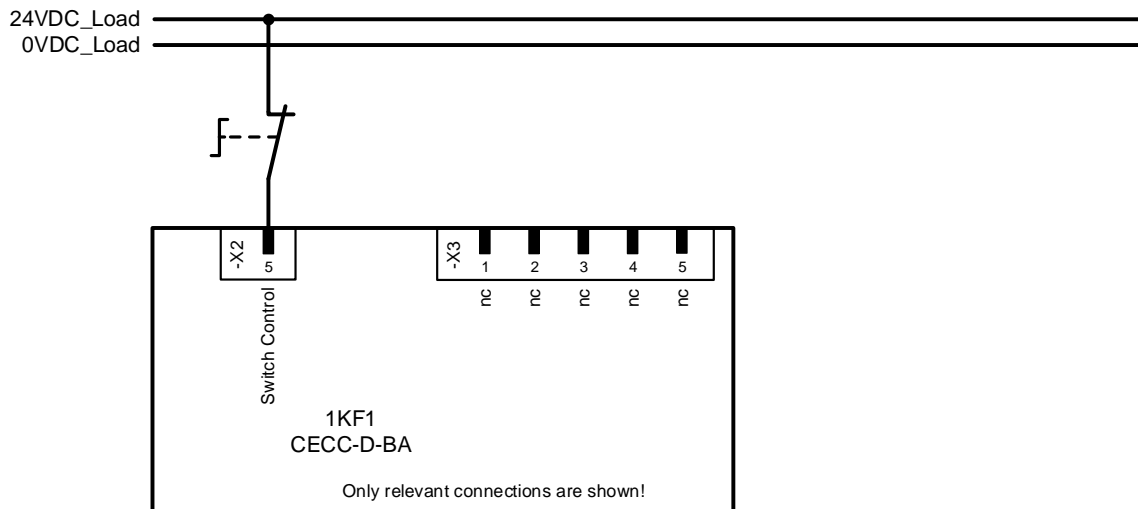 24VDC_Load
0VDC_Load
-X2
5
Switch Control
-X3
1 2 3 4 5
nc nc nc nc nc
1KF1
CECC-D-BA
Only relevant connections are shown!